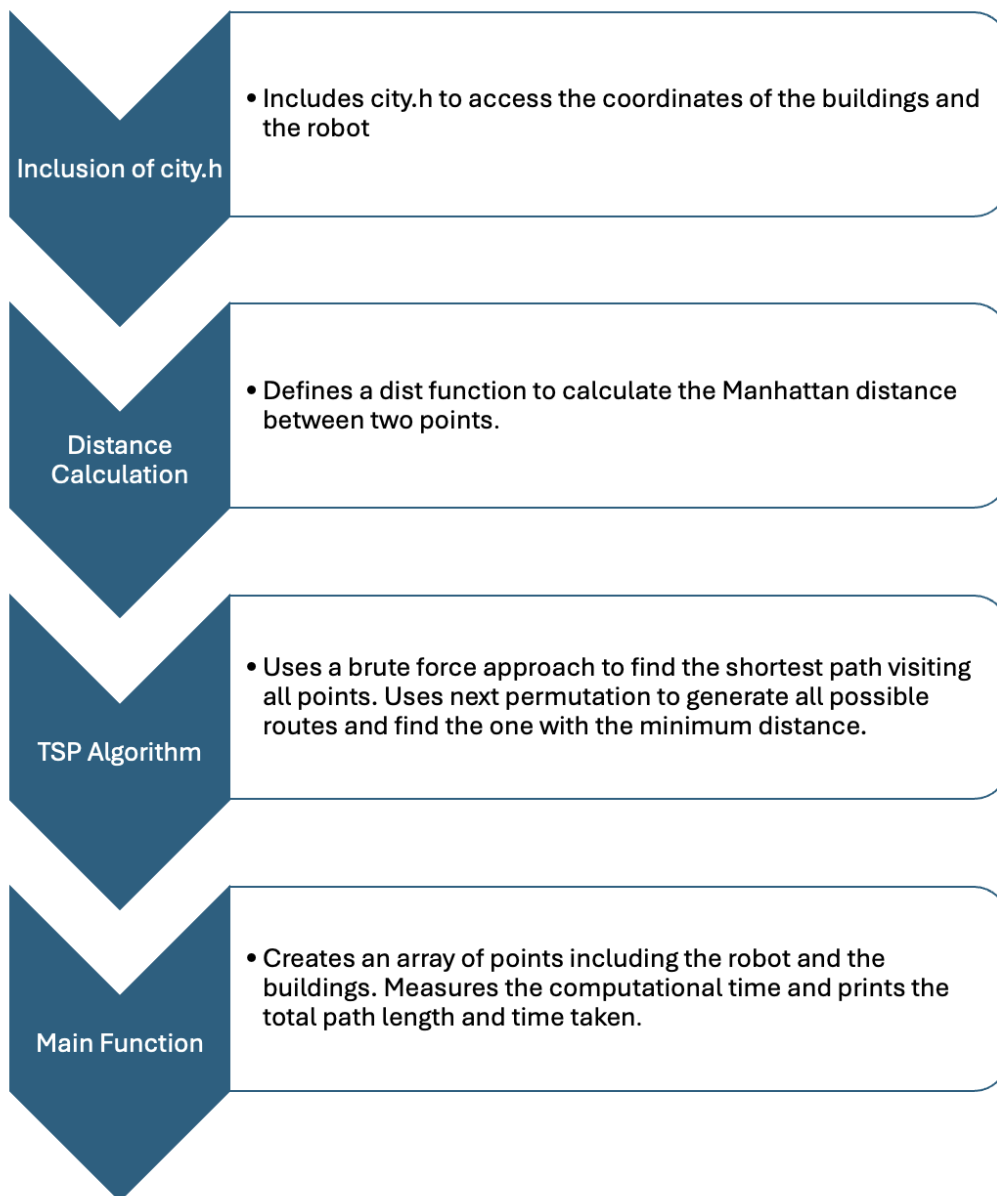 Inclusion of city.h
• Includes city.h to access the coordinates of the buildings and
the robot
Distance
Calculation
• Defines a dist function to calculate the Manhattan distance
between two points.
TSP Algorithm
• Uses a brute force approach to find the shortest path visiting
all points. Uses next permutation to generate all possible
routes and find the one with the minimum distance.
Main Function
• Creates an array of points including the robot and the
buildings. Measures the computational time and prints the
total path length and time taken.